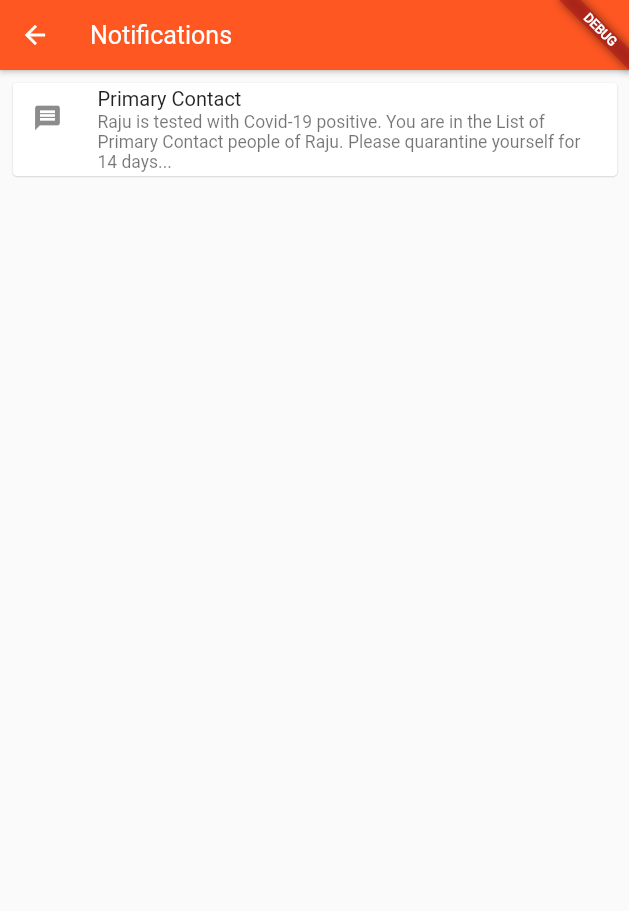 Notifications
DEBUG
Primary Contact
Raju is tested with Covid-19 positive. You are in the List of
Primary Contact people of Raju. Please quarantine yourself for
14 days...